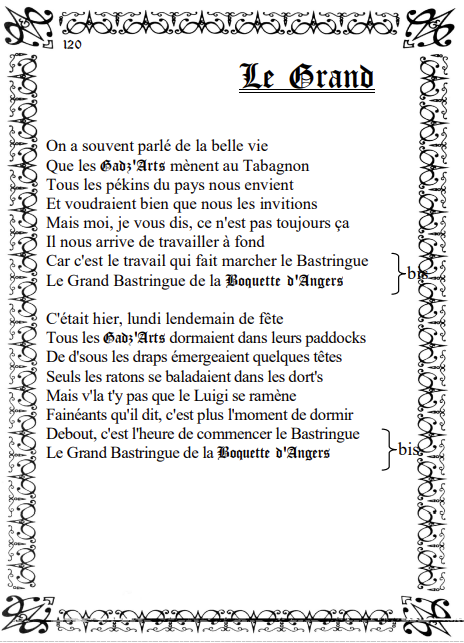 120
Le Grand
On a souvent parlé de la belle vie
Que les Gadz'Arts mènent au Tabagnon
Tous les pékins du pays nous envient
Et voudraient bien que nous les invitions
Mais moi, je vous dis, ce n'est pas toujours ça
Il nous arrive de travailler à fond
Car c'est le travail qui fait marcher le Bastringue
Le Grand Bastringue de la Boquette d'Angers
bis
C'était hier, lundi lendemain de fête
Tous les Gadz'Arts dormaient dans leurs paddocks
De d'sous les draps émergeaient quelques têtes
Seuls les ratons se baladaient dans les dort's
Mais v'la t'y pas que le Luigi se ramène
Fainéants qu'il dit, c'est plus l'moment de dormir
Debout, c'est l'heure de commencer le Bastringue
Le Grand Bastringue de la Boquette d'Angers
bis